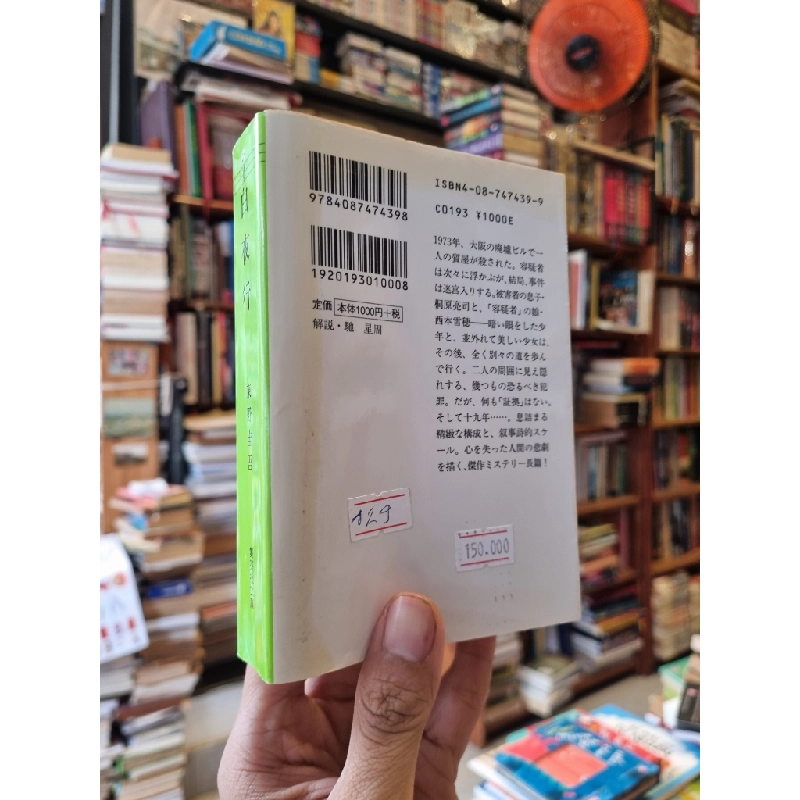 白夜行
東野圭吾
9784087474398
1920193010008
定価 本体1000円+税
解説・馳 星周
ISBN4-08-747439-9
C0193 ¥1000E
1973年、大阪の廃墟ビルで一
人の質屋が殺された。容疑者
は次々に浮かぶが、結局、事件
は迷宮入りする。被害者の息子・
桐原亮司と、「容疑者」の娘・
西本雪穂──暗い眼をした少
年と、並外れて美しい少女は、
その後、全く別々の道を歩ん
で行く。二人の周囲に見え隠
れする、幾つもの恐るべき犯
罪。だが、何も「証拠」はない。
そして十九年……。息詰まる
精緻な構成と、叙事詩的スケ
ール。心を失った人間の悲劇
を描く、傑作ミステリー長篇！
150.000